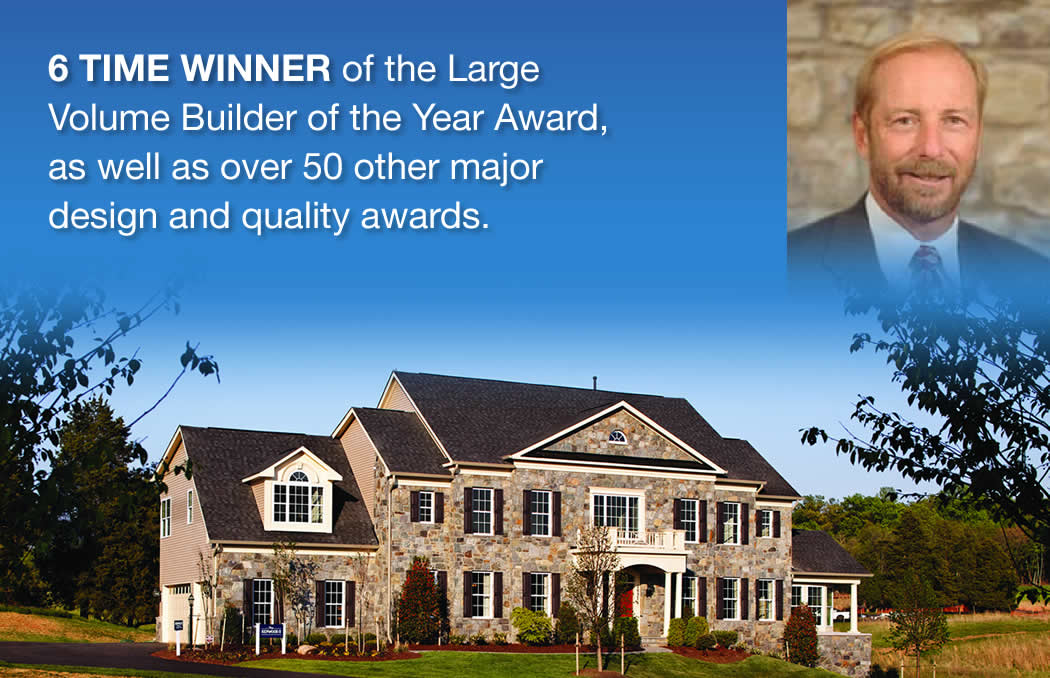 6 TIME WINNER of the Large
Volume Builder of the Year Award,
as well as over 50 other major
design and quality awards.